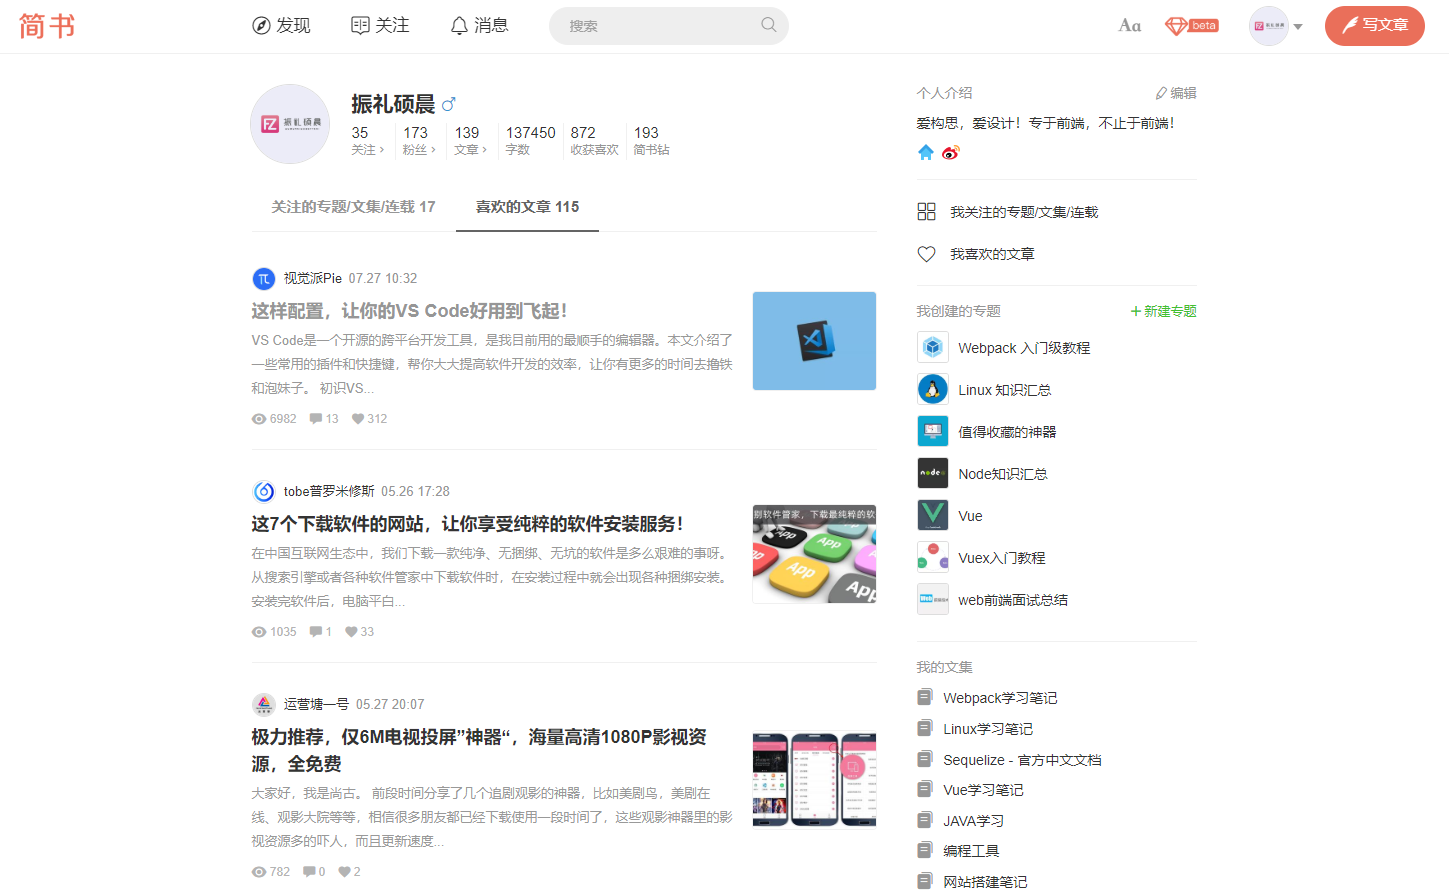 简书
发现
关注
消息
搜索
Aa
beta
写文章
振礼硕晨
振礼硕晨
35
173
139
137450
872
193
关注
粉丝
文章
字数
收获喜欢
简书钻
关注的专题/文集/连载 17
喜欢的文章 115
视觉派Pie 07.27 10:32
这样配置，让你的VS Code好用到飞起！
VS Code是一个开源的跨平台开发工具，是我目前用的最顺手的编辑器。本文介绍了
一些常用的插件和快捷键，帮你大大提高软件开发的效率，让你有更多的时间去撸铁
和泡妹子。 初识VS...
6982 13 312
tobe普罗米修斯 05.26 17:28
这7个下载软件的网站，让你享受纯粹的软件安装服务！
在中国互联网生态中，我们下载一款纯净、无捆绑、无坑的软件是多么艰难的事呀。
从搜索引擎或者各种软件管家中下载软件时，在安装过程中就会出现各种捆绑安装。
安装完软件后，电脑平白...
别软件管家，下载最纯粹的软
App
App
App
App
1035 1 33
运营塘一号 05.27 20:07
极力推荐，仅6M电视投屏”神器“，海量高清1080P影视资
源，全免费
大家好，我是尚古。 前段时间分享了几个追剧观影的神器，比如美剧鸟，美剧在
线、观影大院等等，相信很多朋友都已经下载使用一段时间了，这些观影神器里的影
视资源多的吓人，而且更新速度...
782 0 2
个人介绍
编辑
爱构思，爱设计！专于前端，不止于前端！
我关注的专题/文集/连载
我喜欢的文章
我创建的专题
+ 新建专题
Webpack 入门级教程
Linux 知识汇总
值得收藏的神器
Node知识汇总
Vue
Vuex入门教程
web前端面试总结
我的文集
Webpack学习笔记
Linux学习笔记
Sequelize - 官方中文文档
Vue学习笔记
JAVA学习
编程工具
网站搭建笔记